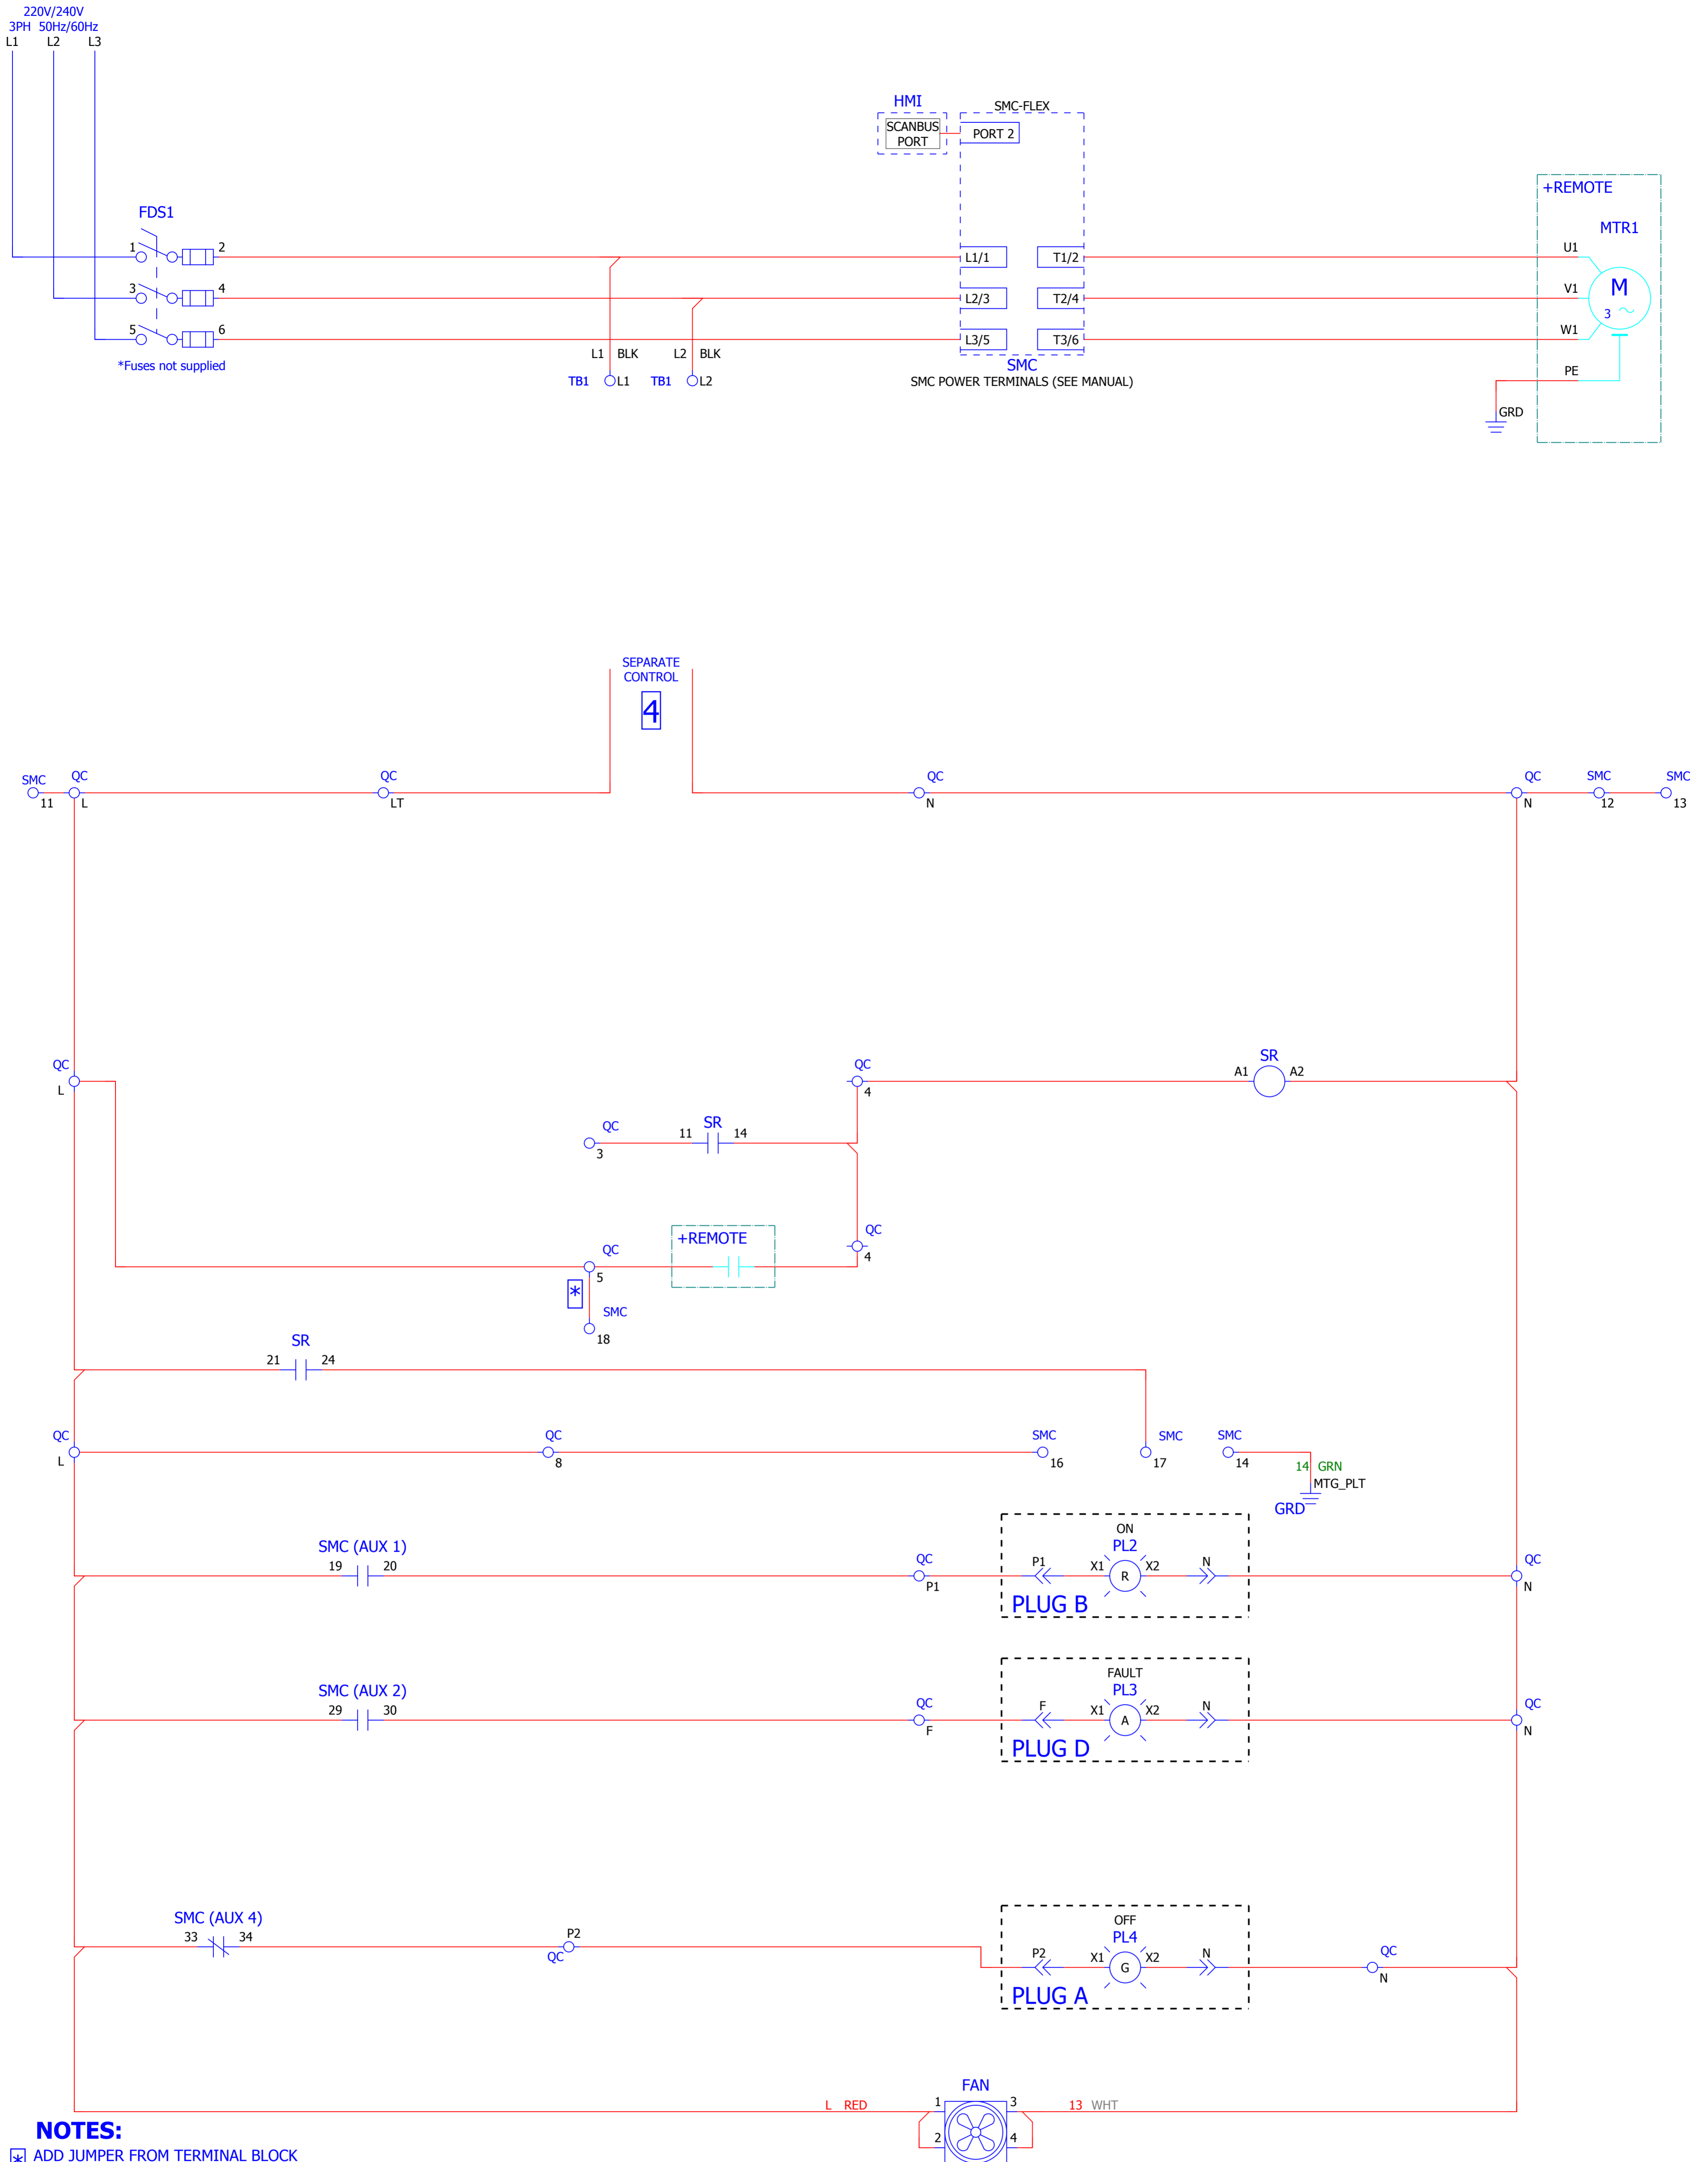 220V/240V
3PH 50Hz/60Hz
L1 L2 L3
HMI
SCANBUS
PORT
SMC-FLEX
PORT 2
+REMOTE
MTR1
FDS1
1 2
3 4
5 6
*Fuses not supplied
L1/1 T1/2
L2/3 T2/4
L3/5 T3/6
U1
V1
W1
M
3
PE
GRD
L1 BLK L2 BLK
TB1 L1 TB1 L2
SMC
SMC POWER TERMINALS (SEE MANUAL)
SEPARATE
CONTROL
4
SMC QC QC QC QC SMC SMC
11 L LT N N 12 13
QC QC SR
L 4 A1 A2
QC SR
3 11 14
QC
4
+REMOTE
QC
5
*
SMC
18
SR
21 24
QC QC SMC SMC SMC
L 8 16 17 14
14 GRN
MTG_PLT
GRD
SMC (AUX 1)
19 20
QC
P1
ON
PL2
P1 X1 R X2 N
PLUG B
QC
N
SMC (AUX 2)
29 30
QC
F
FAULT
PL3
F X1 A X2 N
PLUG D
QC
N
SMC (AUX 4)
33 34
P2
QC
OFF
PL4
P2 X1 G X2 N
PLUG A
QC
N
FAN
L RED 1 3 13 WHT
2 4
NOTES:
* ADD JUMPER FROM TERMINAL BLOCK